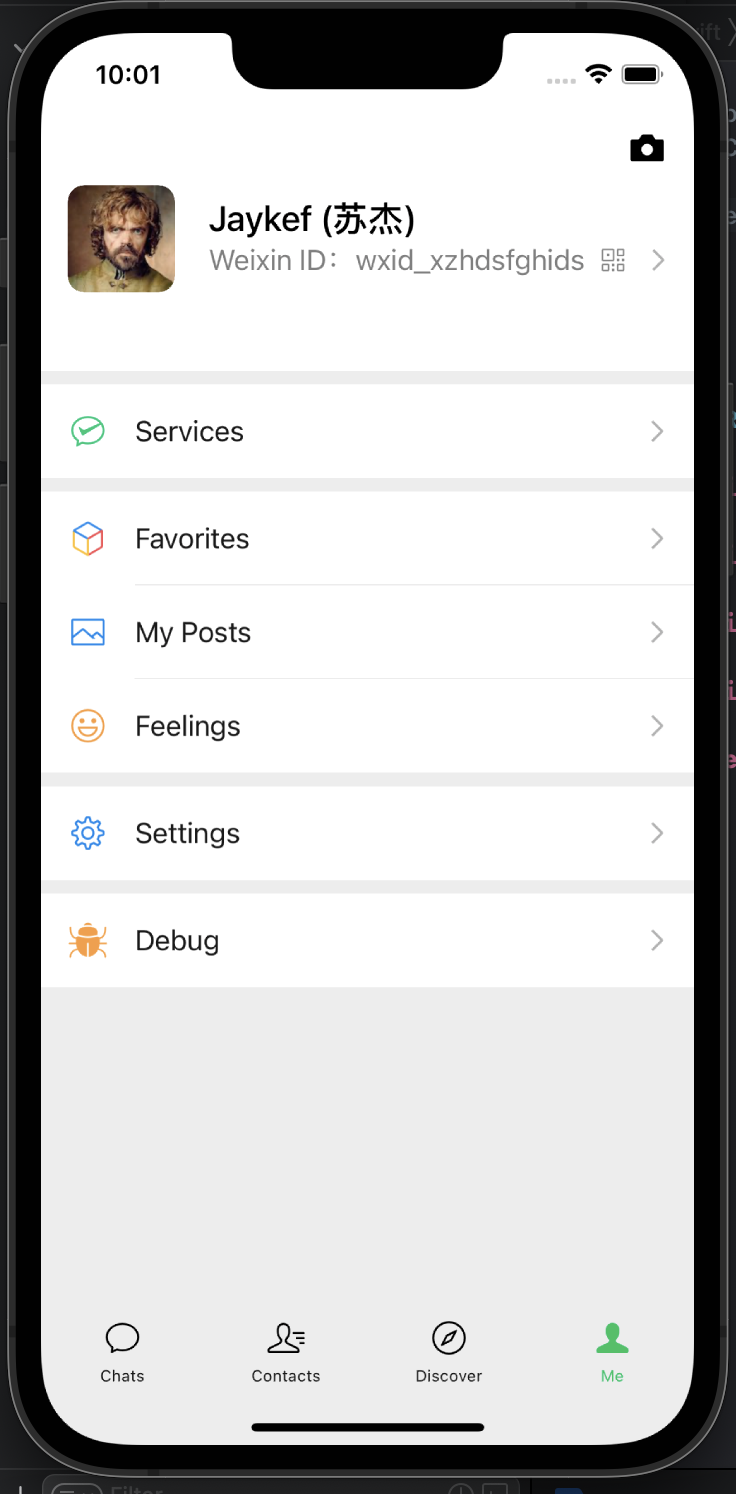 10:01
Jaykef (苏杰)
Weixin ID： wxid_xzhdsfghids
Services
Favorites
My Posts
Feelings
Settings
Debug
Chats
Contacts
Discover
Me
Filter